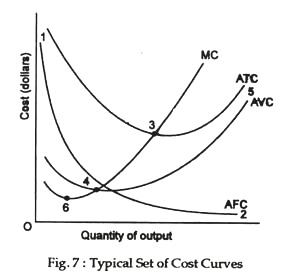 Cost (dollars)
1
MC
ATC
5
AVC
3
4
6
AFC
2
O
Quantity of output
Fig. 7 : Typical Set of Cost Curves